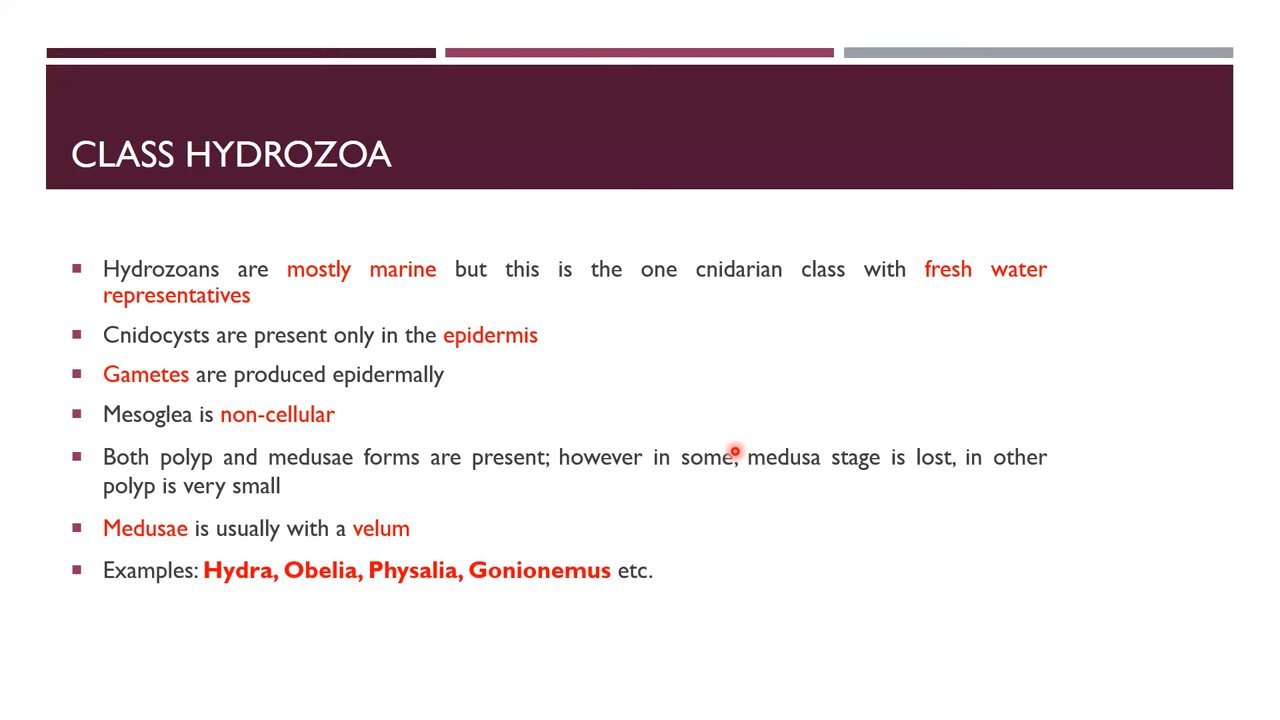 CLASS HYDROZOA
Hydrozoans are mostly marine but this is the one cnidarian class with fresh water
representatives
Cnidocysts are present only in the epidermis
Gametes are produced epidermally
Mesoglea is non-cellular
Both polyp and medusae forms are present; however in some, medusa stage is lost, in other
polyp is very small
Medusae is usually with a velum
Examples: Hydra, Obelia, Physalia, Gonionemus etc.